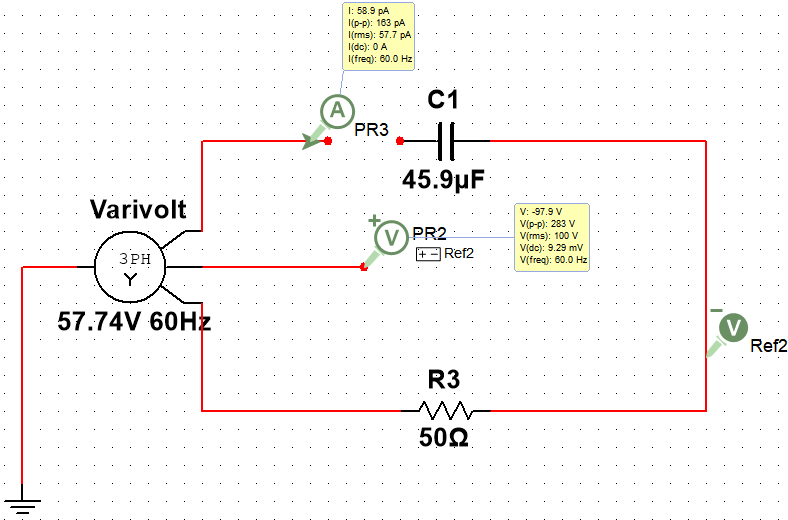 I: 58.9 pA
I(p-p): 163 pA
I(rms): 57.7 pA
I(dc): 0 A
I(freq): 60.0 Hz
A
PR3
C1
45.9µF
Varivolt
3PH
Y
57.74V 60Hz
+
V
PR2
+ -
Ref2
V: -97.9 V
V(p-p): 283 V
V(rms): 100 V
V(dc): 9.29 mV
V(freq): 60.0 Hz
V
Ref2
R3
50Ω